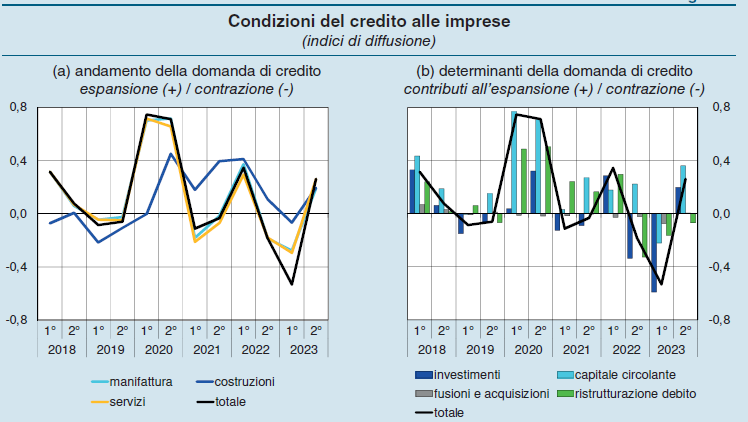 Condizioni del credito alle imprese
(indici di diffusione)
(a) andamento della domanda di credito
espansione (+) / contrazione (-)
0,8
0,4
0,0
-0,4
-0,8
1° 2° 1° 2° 1° 2° 1° 2° 1° 2° 1° 2°
2018 2019 2020 2021 2022 2023
manifattura costruzioni
servizi totale
(b) determinanti della domanda di credito
contributi all'espansione (+) / contrazione (-)
0,8
0,4
0,0
-0,4
-0,8
1° 2° 1° 2° 1° 2° 1° 2° 1° 2° 1° 2°
2018 2019 2020 2021 2022 2023
investimenti capitale circolante
fusioni e acquisizioni ristrutturazione debito
totale